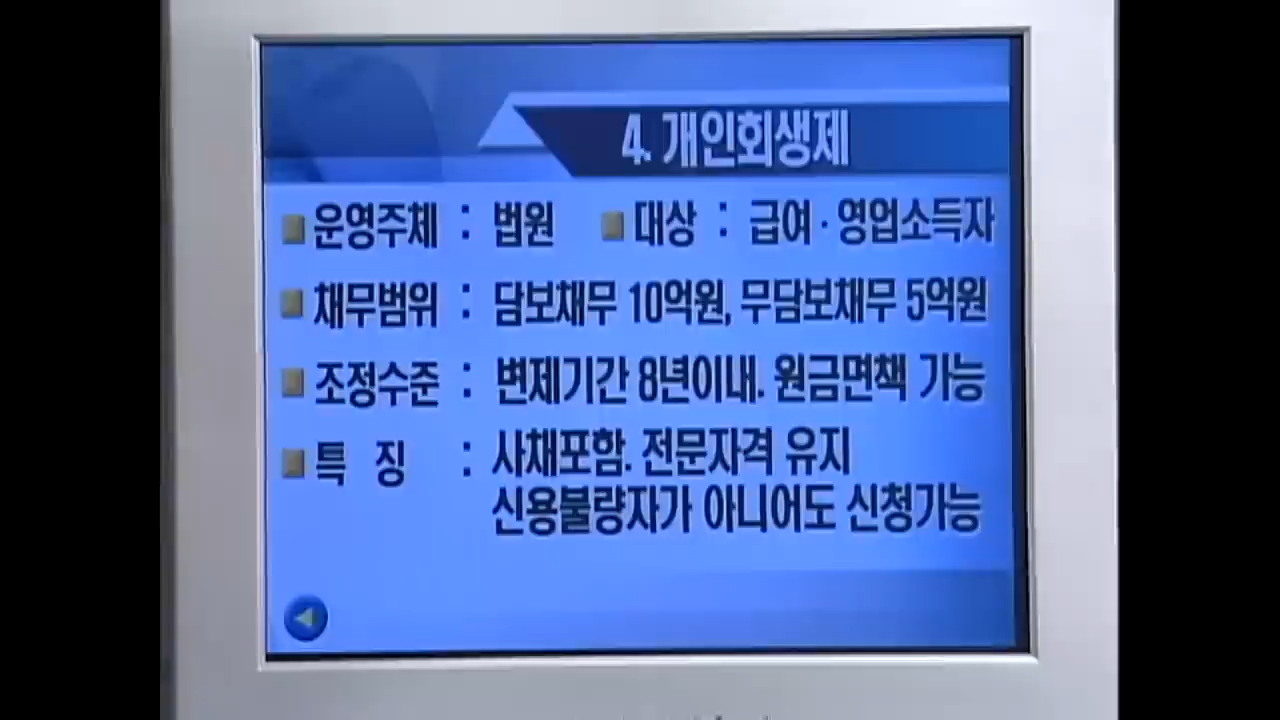 4. 개인회생제
운영주체 : 법원 대상 : 급여·영업소득자
채무범위 : 담보채무 10억원, 무담보채무 5억원
조정수준 : 변제기간 8년이내. 원금면책 가능
특 징 : 사채포함. 전문자격 유지
신용불량자가 아니어도 신청가능